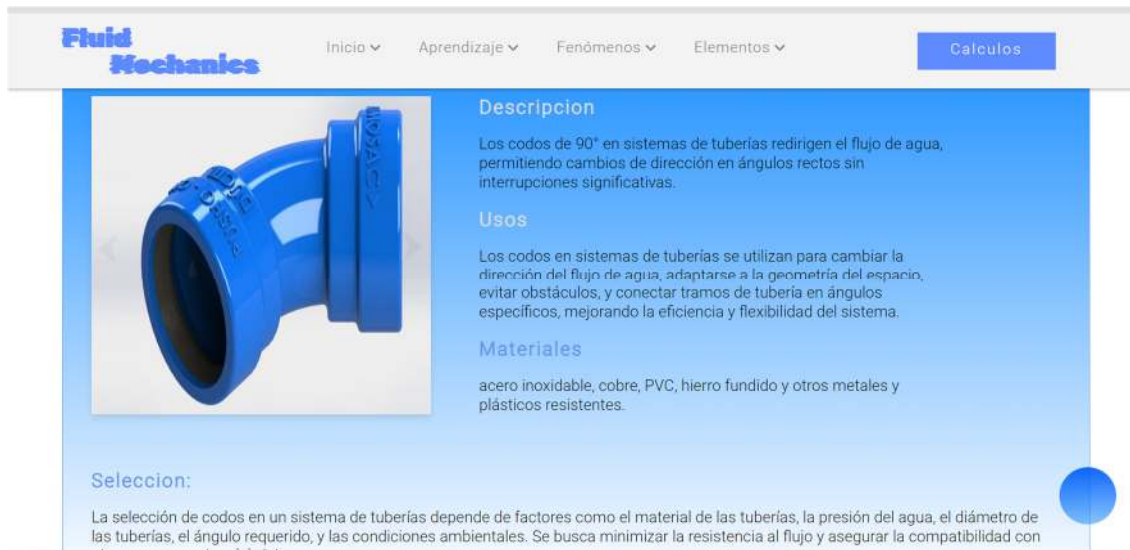 Fluid
Mechanics
Inicio
Aprendizaje
Fenómenos
Elementos
Calculos
Descripcion
Los codos de 90° en sistemas de tuberías redirigen el flujo de agua,
permitiendo cambios de dirección en ángulos rectos sin
interrupciones significativas.
Usos
Los codos en sistemas de tuberías se utilizan para cambiar la
dirección del flujo de agua, adaptarse a la geometría del espacio,
evitar obstáculos, y conectar tramos de tubería en ángulos
específicos, mejorando la eficiencia y flexibilidad del sistema.
Materiales
acero inoxidable, cobre, PVC, hierro fundido y otros metales y
plásticos resistentes.
Seleccion:
La selección de codos en un sistema de tuberías depende de factores como el material de las tuberías, la presión del agua, el diámetro de
las tuberías, el ángulo requerido, y las condiciones ambientales. Se busca minimizar la resistencia al flujo y asegurar la compatibilidad con